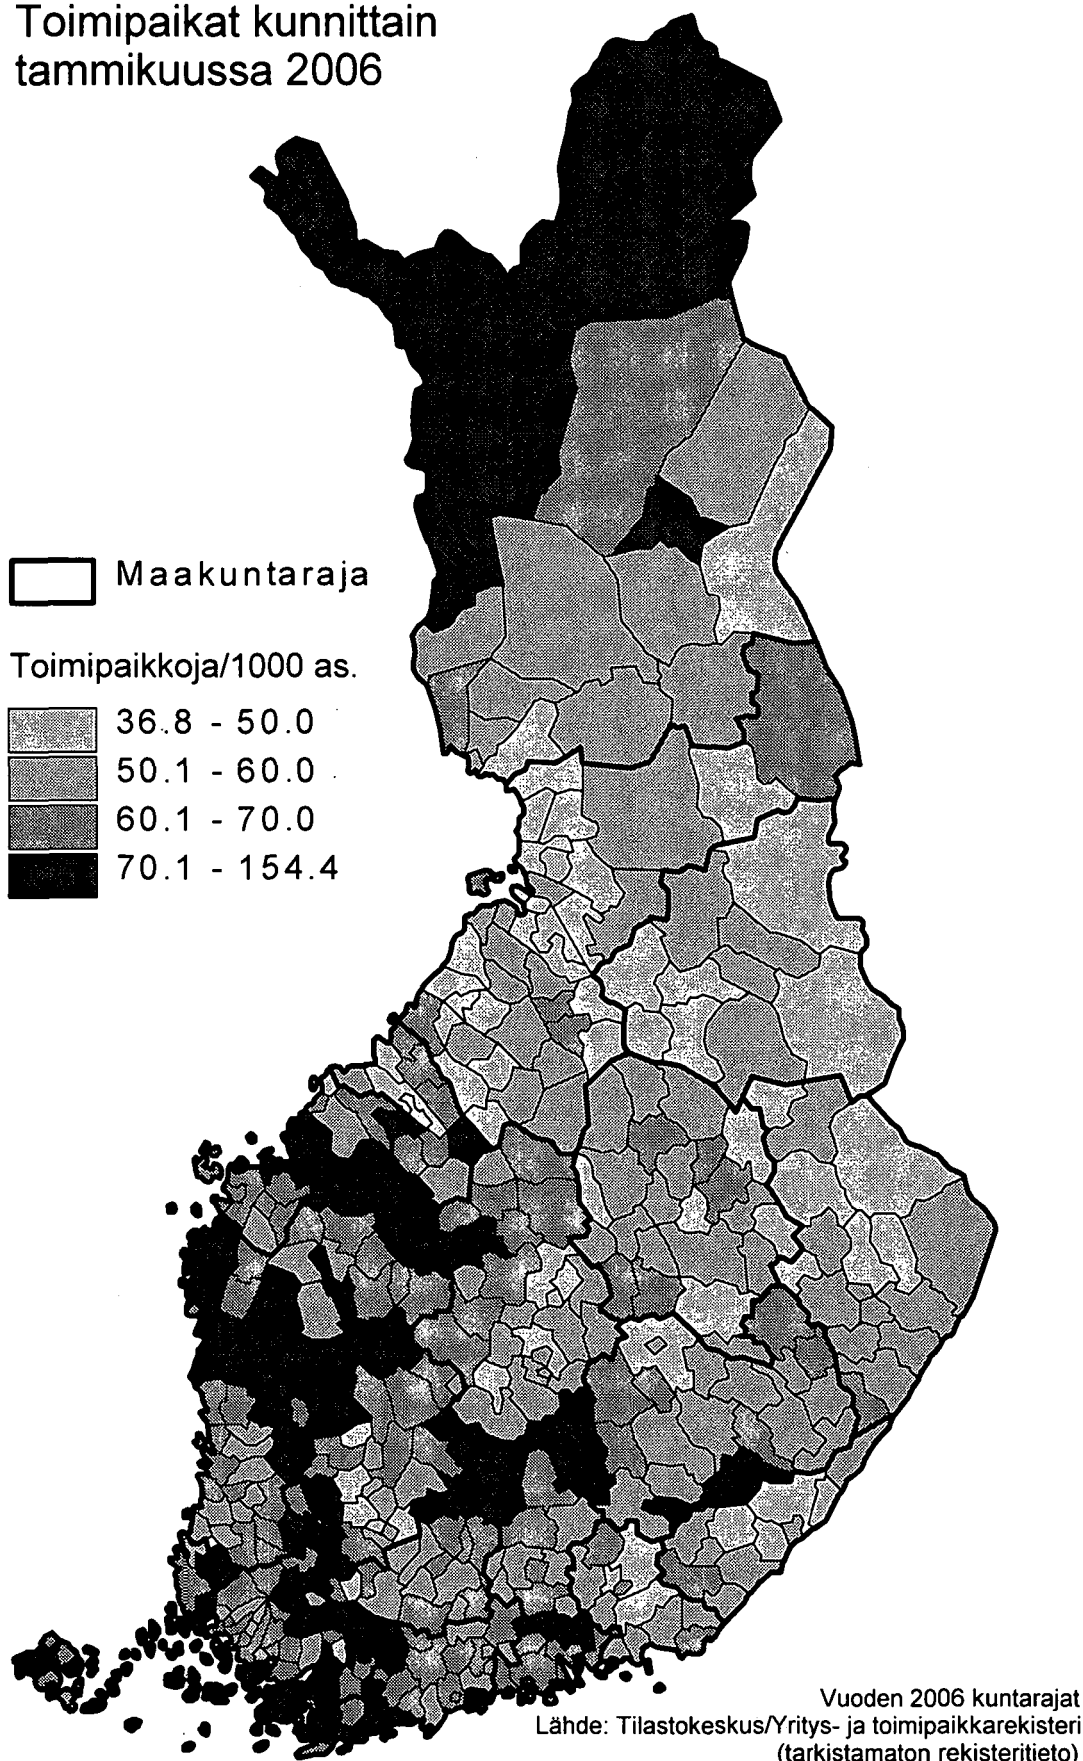 Toimipaikat kunnittain
tammikuussa 2006
Maakuntaraja
Toimipaikkoja/1000 as.
36.8 - 50.0
50.1 - 60.0
60.1 - 70.0
70.1 - 154.4
Vuoden 2006 kuntarajat
Lähde: Tilastokeskus/Yritys- ja toimipaikkarekisteri
(tarkistamaton rekisteritieto)